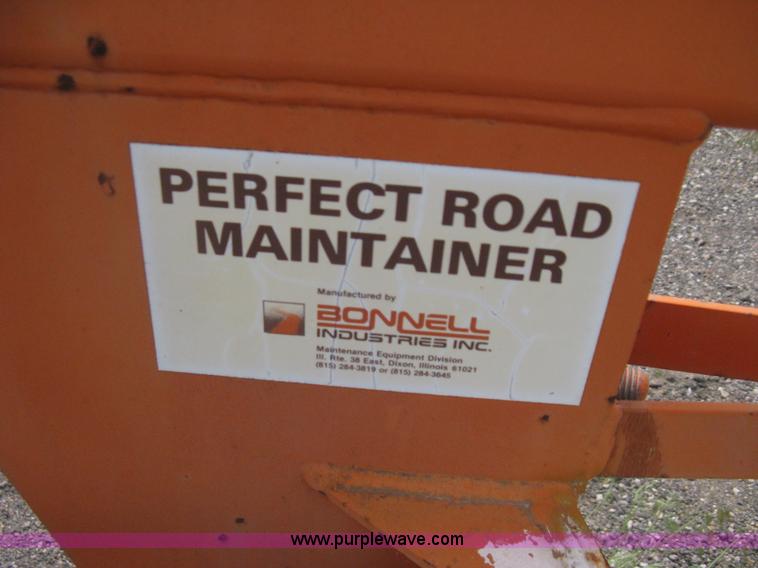 PERFECT ROAD
MAINTAINER
Manufactured by
BONNELL
INDUSTRIES INC.
Maintenance Equipment Division
Ill. Rte. 38 East, Dixon, Illinois 61021
(815) 284-3819 or (815) 284-3645
www.purplewave.com